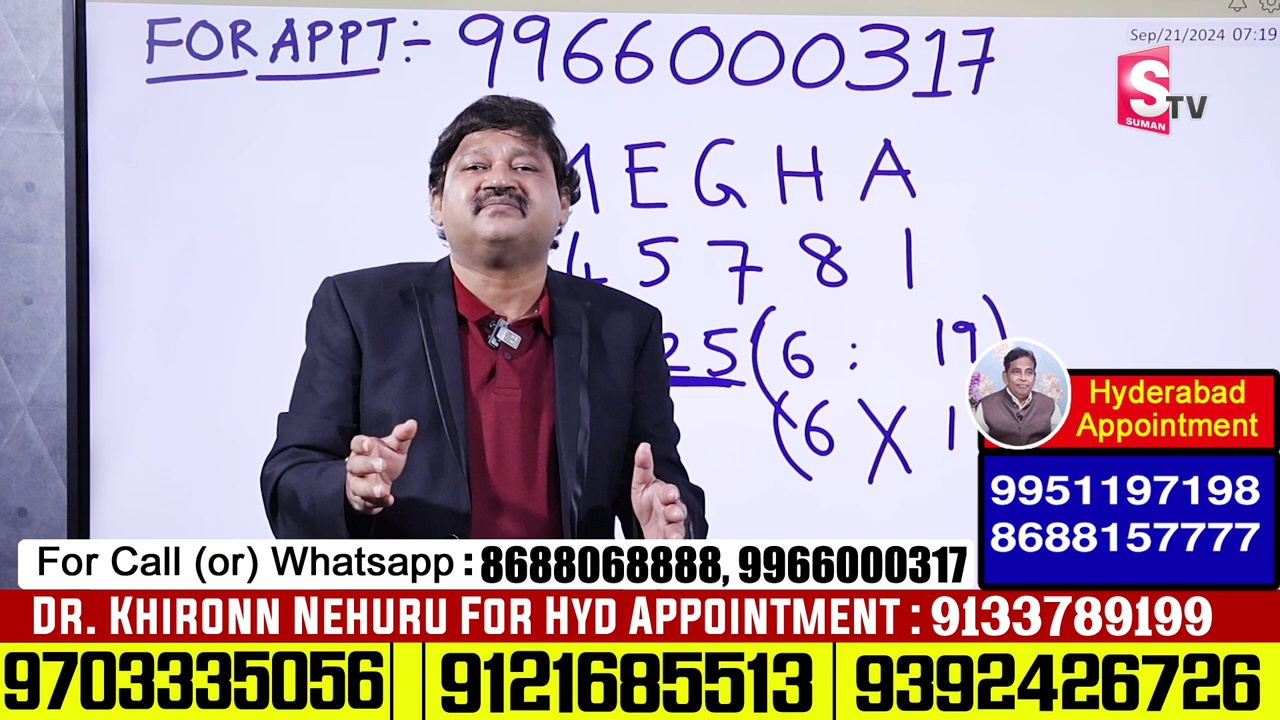 FOR APPT:- 9966000317
Sep/21/2024 07:19
S TV
SUMAN
MEGHA
4 5 7 8 1
25 (6 : 19)
(6 X 1
Hyderabad
Appointment
9951197198
8688157777
For Call (or) Whatsapp : 8688068888, 9966000317
DR. KHIRONN NEHURU FOR HYD APPOINTMENT : 9133789199
9703335056 9121685513 9392426726